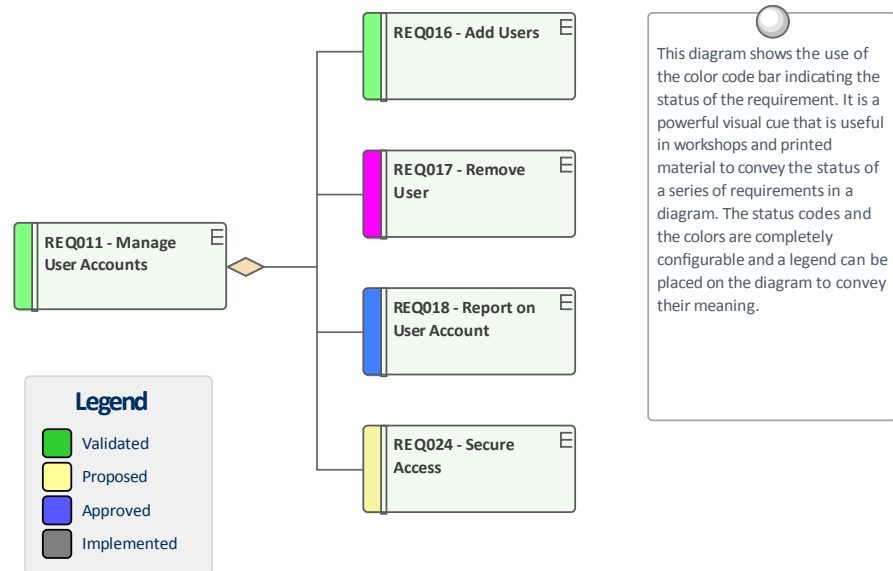 REQ016 - Add Users
REQ017 - Remove
User
REQ011 - Manage
User Accounts
REQ018 - Report on
User Account
REQ024 - Secure
Access
Legend
Validated
Proposed
Approved
Implemented
This diagram shows the use of
the color code bar indicating the
status of the requirement. It is a
powerful visual cue that is useful
in workshops and printed
material to convey the status of
a series of requirements in a
diagram. The status codes and
the colors are completely
configurable and a legend can be
placed on the diagram to convey
their meaning.